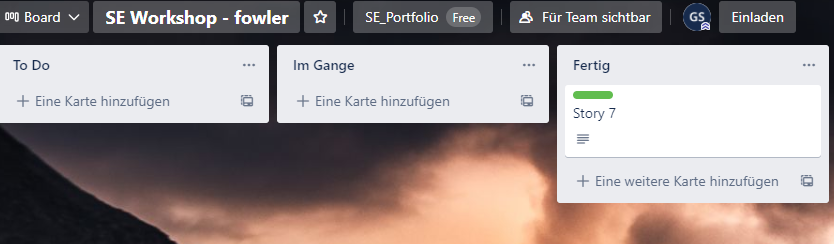 Board SE Workshop - fowler SE_Portfolio Free Für Team sichtbar GS Einladen
To Do Im Gange Fertig
Eine Karte hinzufügen Eine Karte hinzufügen
Story 7
Eine weitere Karte hinzufügen